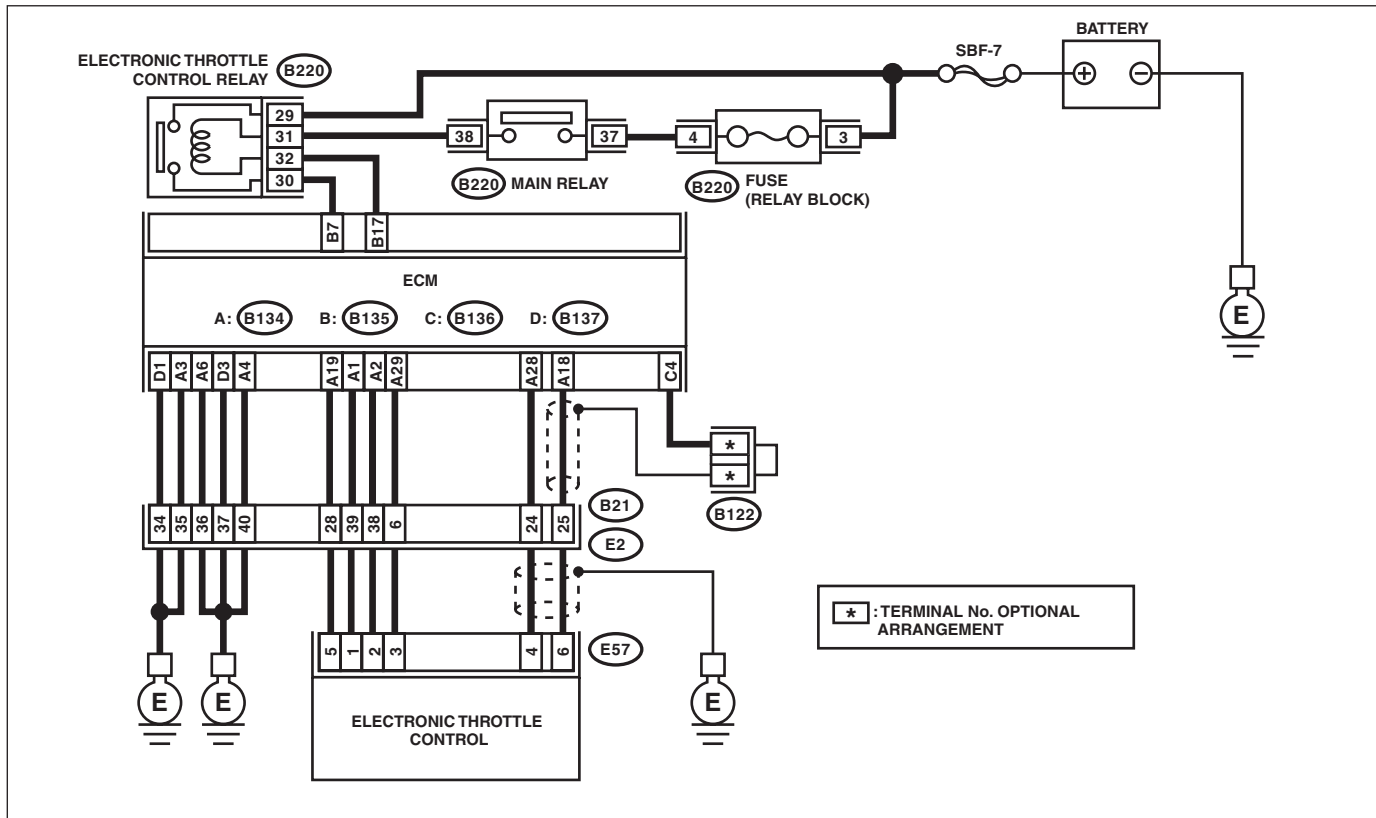 BATTERY
SBF-7
ELECTRONIC THROTTLE
CONTROL RELAY
B220
29
31
32
30
38
37
4
3
B220
MAIN RELAY
B220
FUSE
(RELAY BLOCK)
B7
B17
E
ECM
A: B134
B: B135
C: B136
D: B137
D1
A3
A6
D3
A4
A19
A1
A2
A29
A28
A18
C4
*
*
B122
34
35
36
37
40
28
39
38
6
24
25
B21
E2
* : TERMINAL No. OPTIONAL
ARRANGEMENT
5
1
2
3
4
6
E57
E
E
E
ELECTRONIC THROTTLE
CONTROL